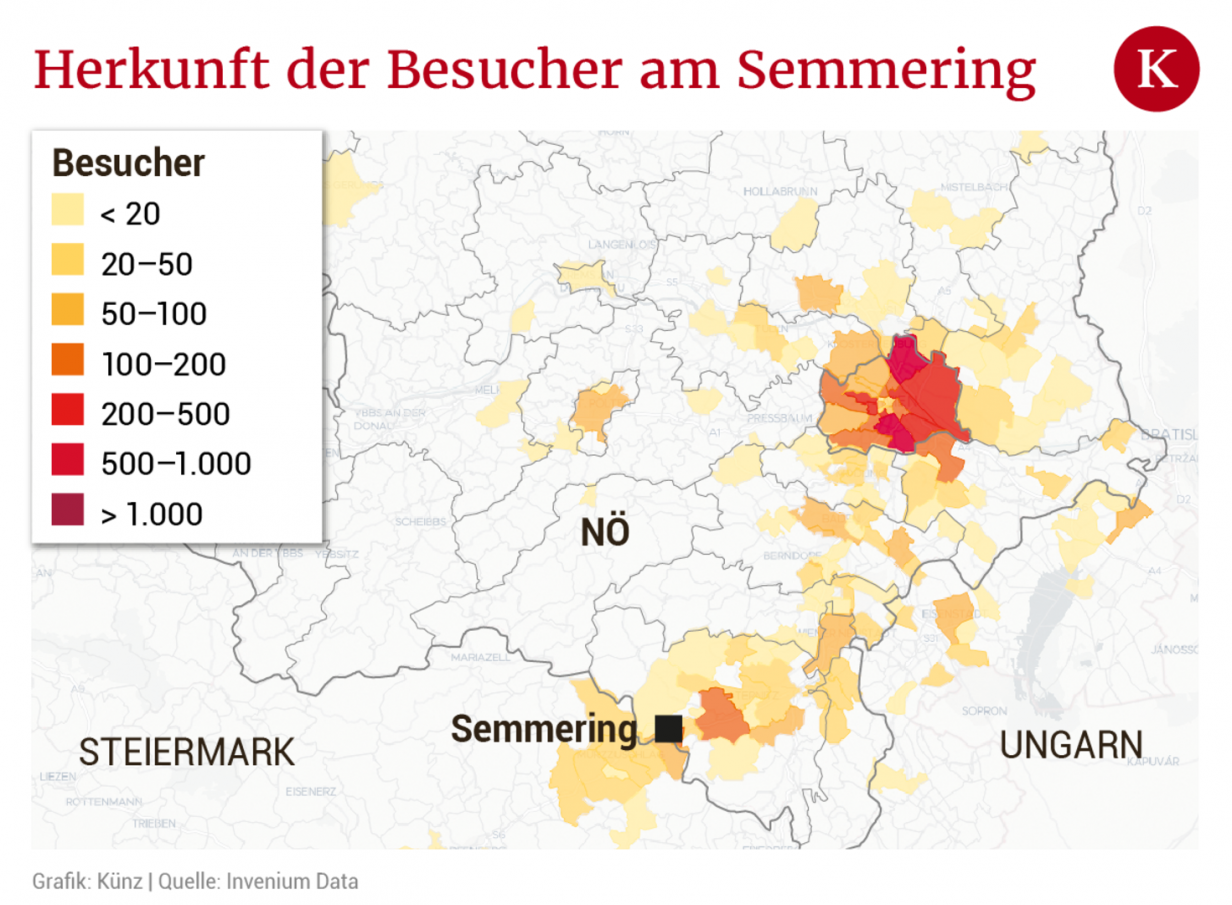 Herkunft der Besucher am Semmering
K
Besucher
< 20
20–50
50–100
100–200
200–500
500–1.000
> 1.000
HORN
HOLLABRUNN
MISTELBACH
D2
LANGENLOIS
S5
A5
S33
MELK
YBBS AN DER
DONAU
PRESSBAUM
A1
D2
SCHEIBBS
NÖ
AN DER YBBS
YBBSITZ
BERNDORF
A4
EISENSTADT
S31
MARIAZELL
A9
SOPRON
Semmering
STEIERMARK
UNGARN
KAPUVÁR
LIEZEN
EISENERZ
ROTTENMANN
TRIEBEN
S6
Grafik: Künz | Quelle: Invenium Data